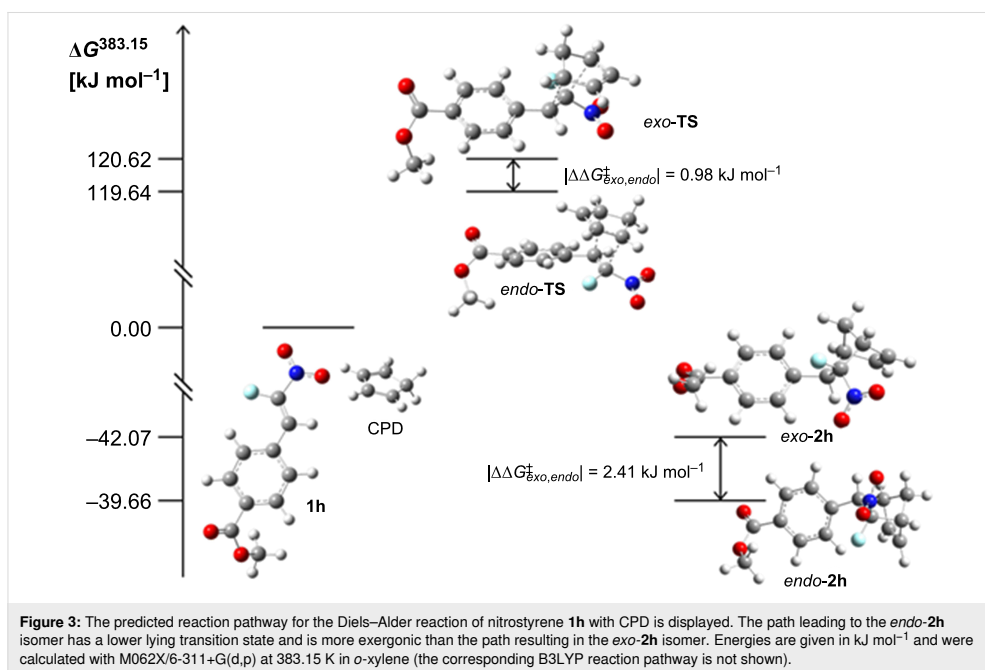 ΔG³⁸³·¹⁵
[kJ mol⁻¹]
exo-TS
120.62
|ΔΔG‡exo,endo| = 0.98 kJ mol⁻¹
119.64
endo-TS
0.00
CPD
–42.07
exo-2h
|ΔΔG‡exo,endo| = 2.41 kJ mol⁻¹
–39.66
1h
endo-2h
Figure 3: The predicted reaction pathway for the Diels–Alder reaction of nitrostyrene 1h with CPD is displayed. The path leading to the endo-2h
isomer has a lower lying transition state and is more exergonic than the path resulting in the exo-2h isomer. Energies are given in kJ mol⁻¹ and were
calculated with M062X/6-311+G(d,p) at 383.15 K in o-xylene (the corresponding B3LYP reaction pathway is not shown).